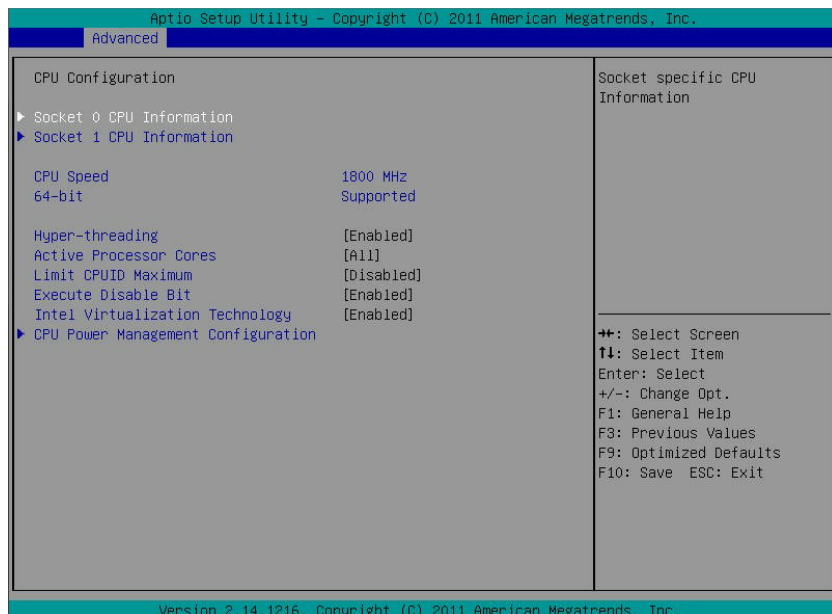 Aptio Setup Utility – Copyright (C) 2011 American Megatrends, Inc.
Advanced
CPU Configuration
Socket 0 CPU Information
Socket 1 CPU Information
CPU Speed 1800 MHz
64-bit Supported
Hyper-threading [Enabled]
Active Processor Cores [All]
Limit CPUID Maximum [Disabled]
Execute Disable Bit [Enabled]
Intel Virtualization Technology [Enabled]
CPU Power Management Configuration
Socket specific CPU
Information
→←: Select Screen
↑↓: Select Item
Enter: Select
+/-: Change Opt.
F1: General Help
F3: Previous Values
F9: Optimized Defaults
F10: Save ESC: Exit
Version 2.14.1216. Copyright (C) 2011 American Megatrends, Inc.